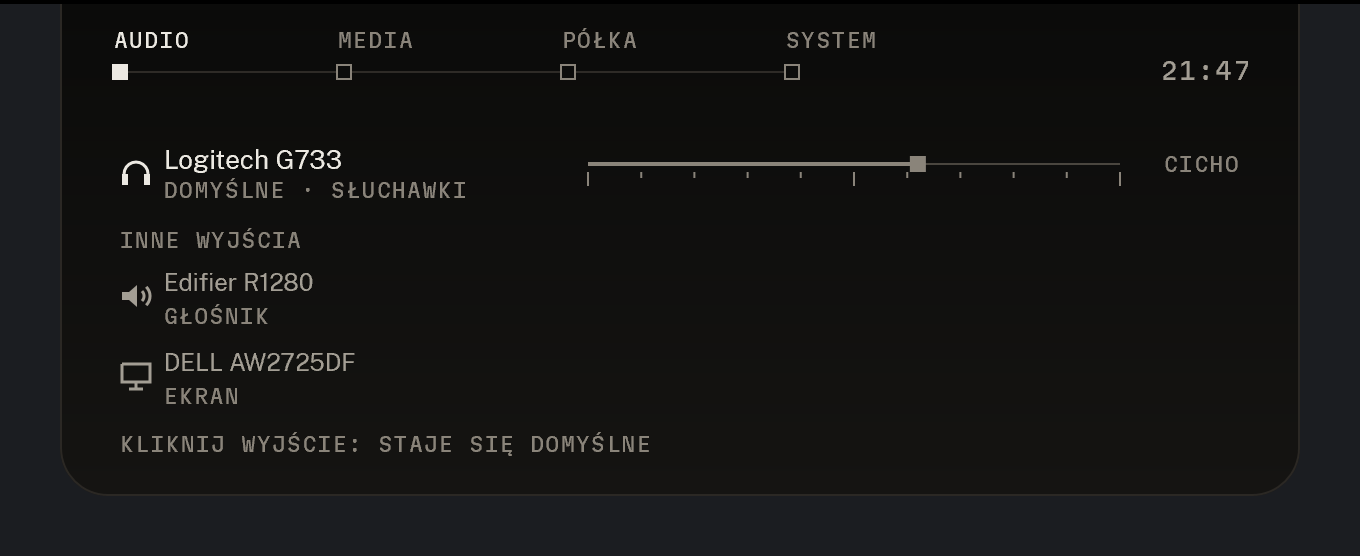 AUDIO MEDIA PÓŁKA SYSTEM
21:47
Logitech G733
DOMYŚLNE · SŁUCHAWKI
CICHO
INNE WYJŚCIA
Edifier R1280
GŁOŚNIK
DELL AW2725DF
EKRAN
KLIKNIJ WYJŚCIE: STAJE SIĘ DOMYŚLNE